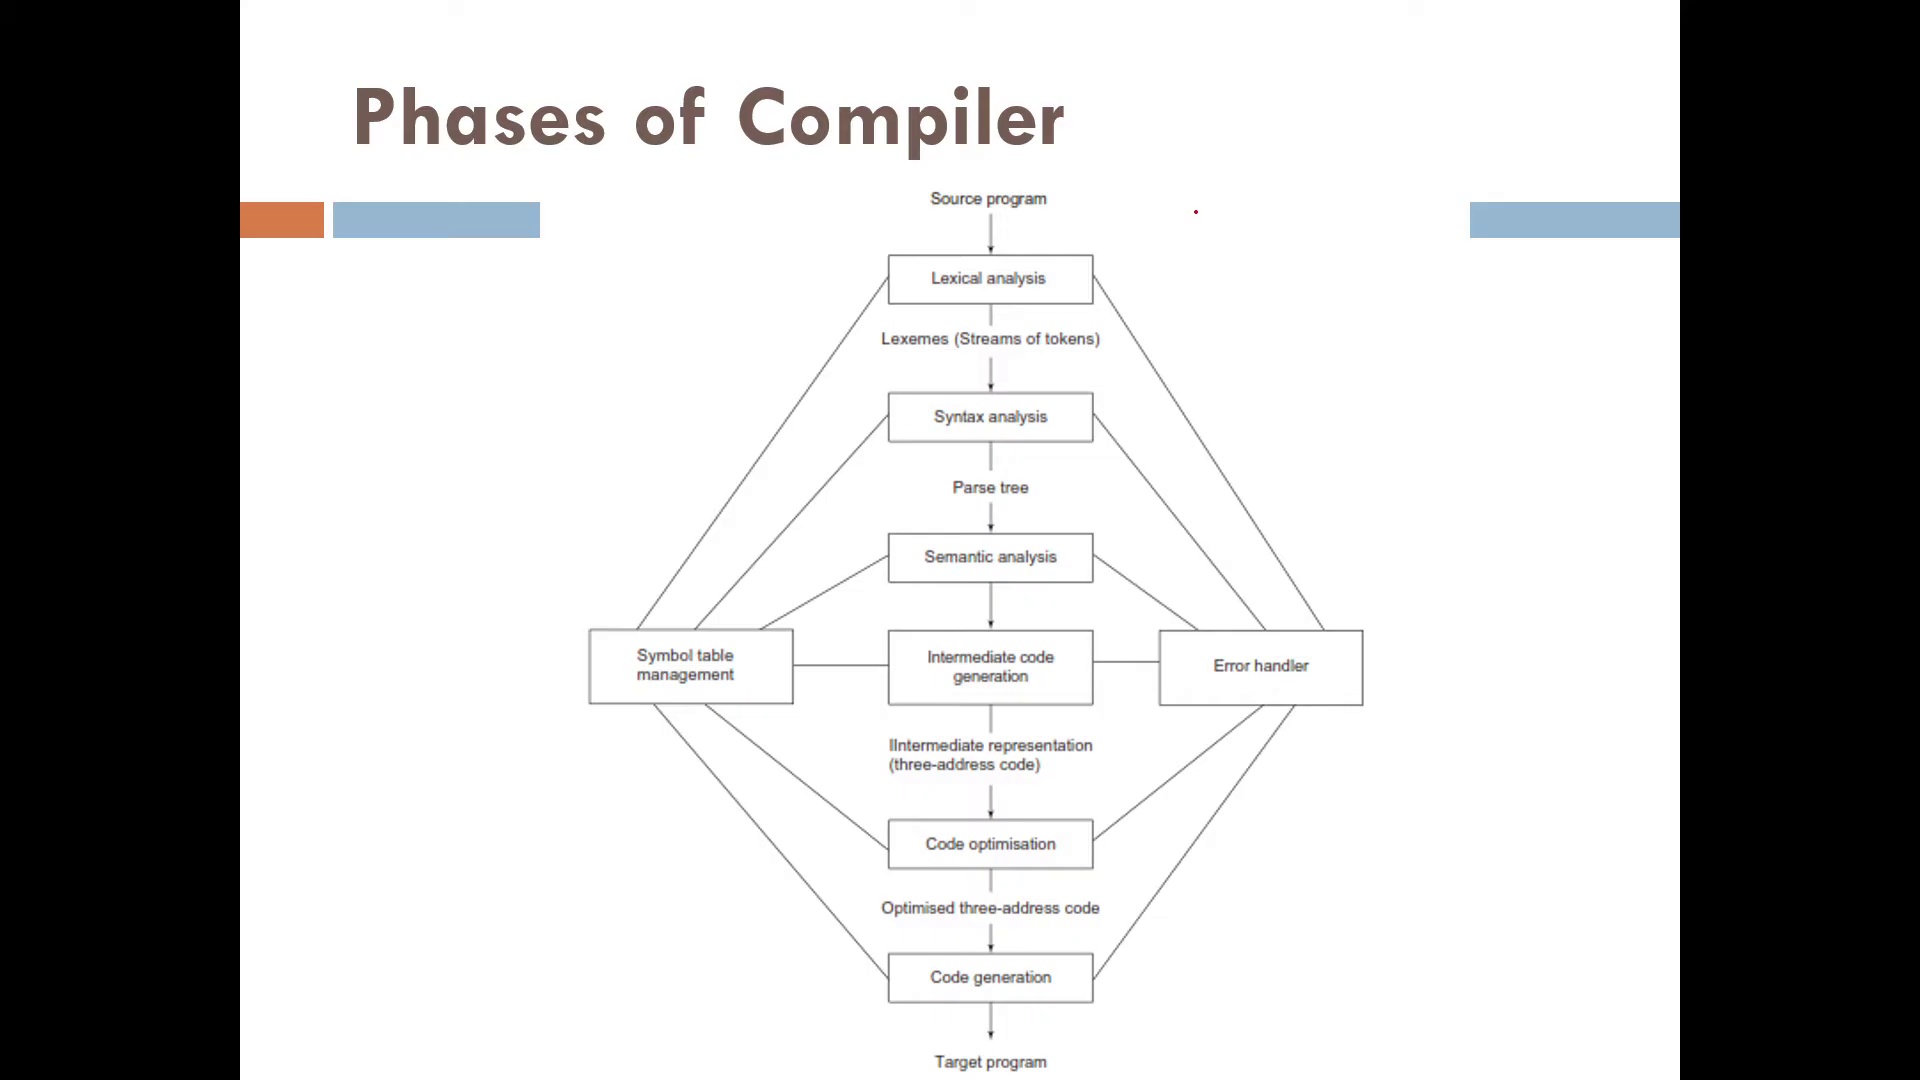 Phases of Compiler
Source program
Lexical analysis
Lexemes (Streams of tokens)
Syntax analysis
Parse tree
Semantic analysis
Symbol table
management
Intermediate code
generation
Error handler
IIntermediate representation
(three-address code)
Code optimisation
Optimised three-address code
Code generation
Target program